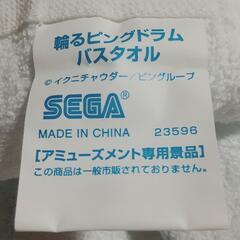 輪るピングドラム
バスタオル
©イクニチャウダー/ピングループ
SEGA®
MADE IN CHINA 23596
【アミューズメント専用景品】
この商品は一般市販されておりません。